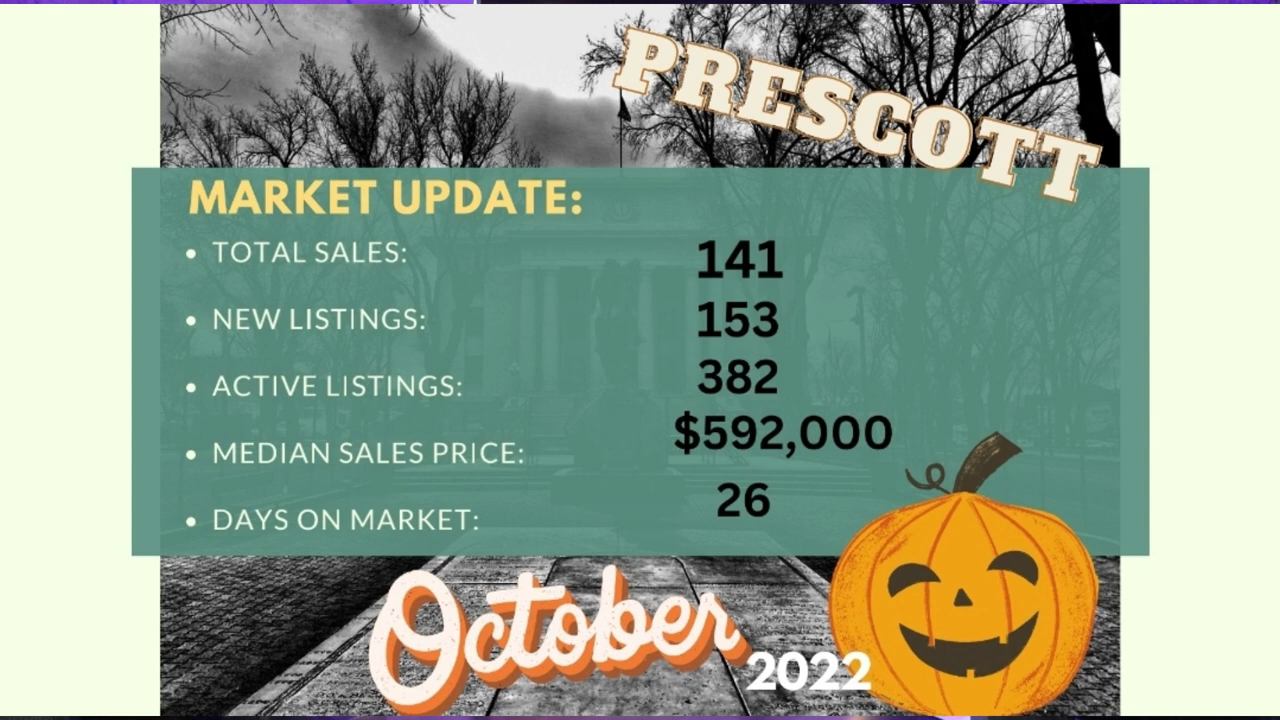 PRESCOTT
MARKET UPDATE:
• TOTAL SALES: 141
• NEW LISTINGS: 153
• ACTIVE LISTINGS: 382
• MEDIAN SALES PRICE: $592,000
• DAYS ON MARKET: 26
October
2022